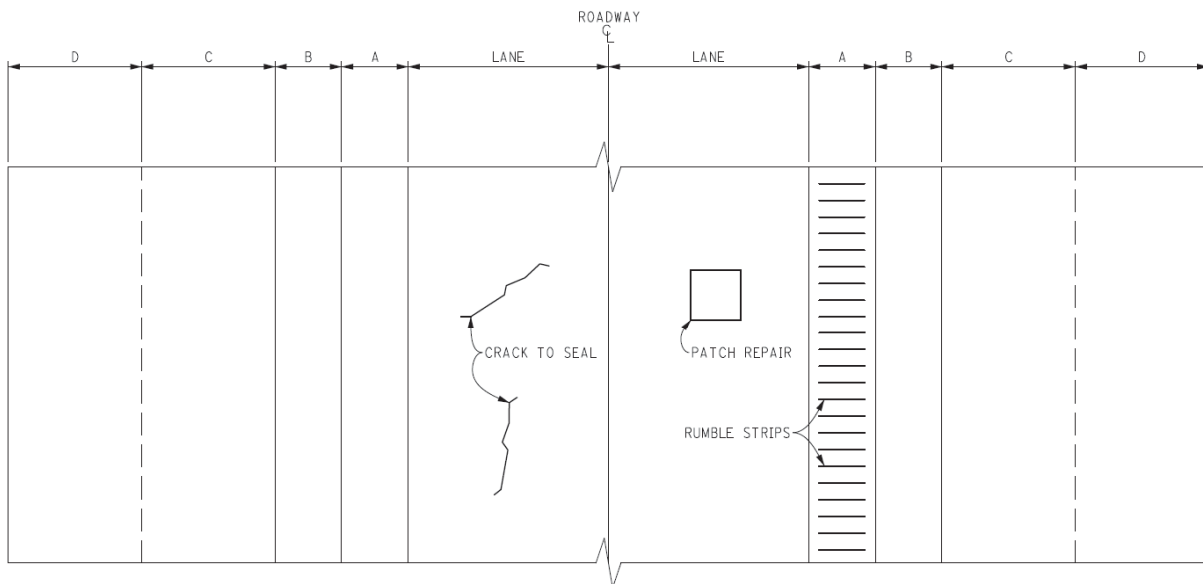 ROADWAY
℄
D C B A LANE LANE A B C D
CRACK TO SEAL
PATCH REPAIR
RUMBLE STRIPS